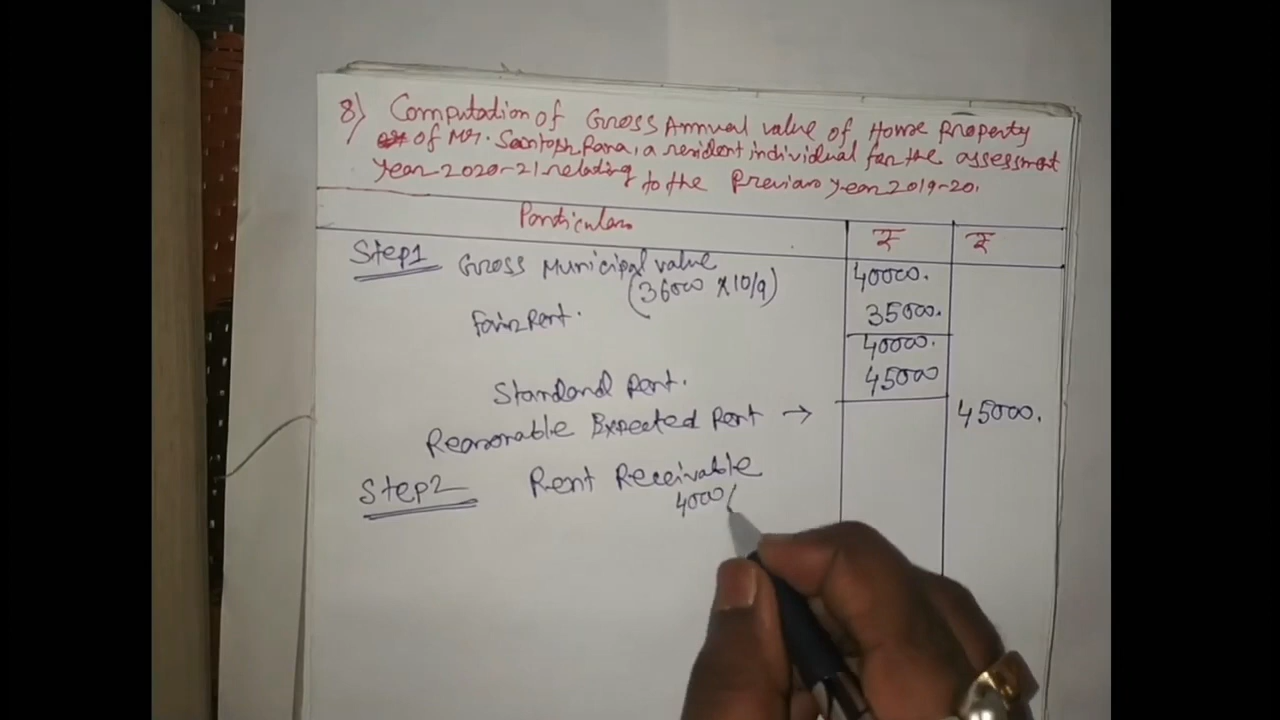 8) Computation of Gross Annual value of House Property
of Mr. Santosh Rana, a resident individual for the assessment
Year 2020-21 relating to the Previous Year 2019-20.
Particulars ₹ ₹
Step1 Gross Municipal value 40000.
(36000 x10/9)
Fair Rent. 35000.
40000.
Standard Rent. 45000
Reasonable Expected Rent → 45000.
Step2 Rent Receivable
4000/